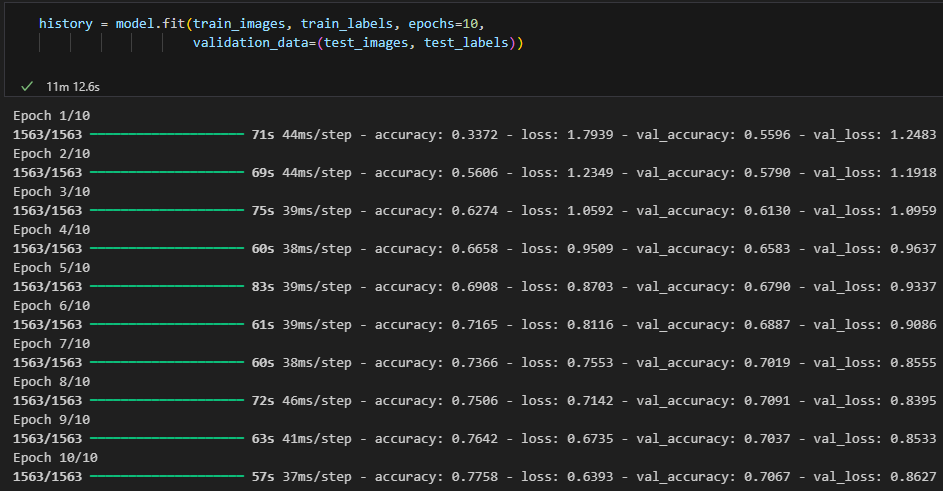 history = model.fit(train_images, train_labels, epochs=10,
validation_data=(test_images, test_labels))
✓ 11m 12.6s
Epoch 1/10
1563/1563 ━━━━━━━━━━━━━━━━━━━━ 71s 44ms/step - accuracy: 0.3372 - loss: 1.7939 - val_accuracy: 0.5596 - val_loss: 1.2483
Epoch 2/10
1563/1563 ━━━━━━━━━━━━━━━━━━━━ 69s 44ms/step - accuracy: 0.5606 - loss: 1.2349 - val_accuracy: 0.5790 - val_loss: 1.1918
Epoch 3/10
1563/1563 ━━━━━━━━━━━━━━━━━━━━ 75s 39ms/step - accuracy: 0.6274 - loss: 1.0592 - val_accuracy: 0.6130 - val_loss: 1.0959
Epoch 4/10
1563/1563 ━━━━━━━━━━━━━━━━━━━━ 60s 38ms/step - accuracy: 0.6658 - loss: 0.9509 - val_accuracy: 0.6583 - val_loss: 0.9637
Epoch 5/10
1563/1563 ━━━━━━━━━━━━━━━━━━━━ 83s 39ms/step - accuracy: 0.6908 - loss: 0.8703 - val_accuracy: 0.6790 - val_loss: 0.9337
Epoch 6/10
1563/1563 ━━━━━━━━━━━━━━━━━━━━ 61s 39ms/step - accuracy: 0.7165 - loss: 0.8116 - val_accuracy: 0.6887 - val_loss: 0.9086
Epoch 7/10
1563/1563 ━━━━━━━━━━━━━━━━━━━━ 60s 38ms/step - accuracy: 0.7366 - loss: 0.7553 - val_accuracy: 0.7019 - val_loss: 0.8555
Epoch 8/10
1563/1563 ━━━━━━━━━━━━━━━━━━━━ 72s 46ms/step - accuracy: 0.7506 - loss: 0.7142 - val_accuracy: 0.7091 - val_loss: 0.8395
Epoch 9/10
1563/1563 ━━━━━━━━━━━━━━━━━━━━ 63s 41ms/step - accuracy: 0.7642 - loss: 0.6735 - val_accuracy: 0.7037 - val_loss: 0.8533
Epoch 10/10
1563/1563 ━━━━━━━━━━━━━━━━━━━━ 57s 37ms/step - accuracy: 0.7758 - loss: 0.6393 - val_accuracy: 0.7067 - val_loss: 0.8627